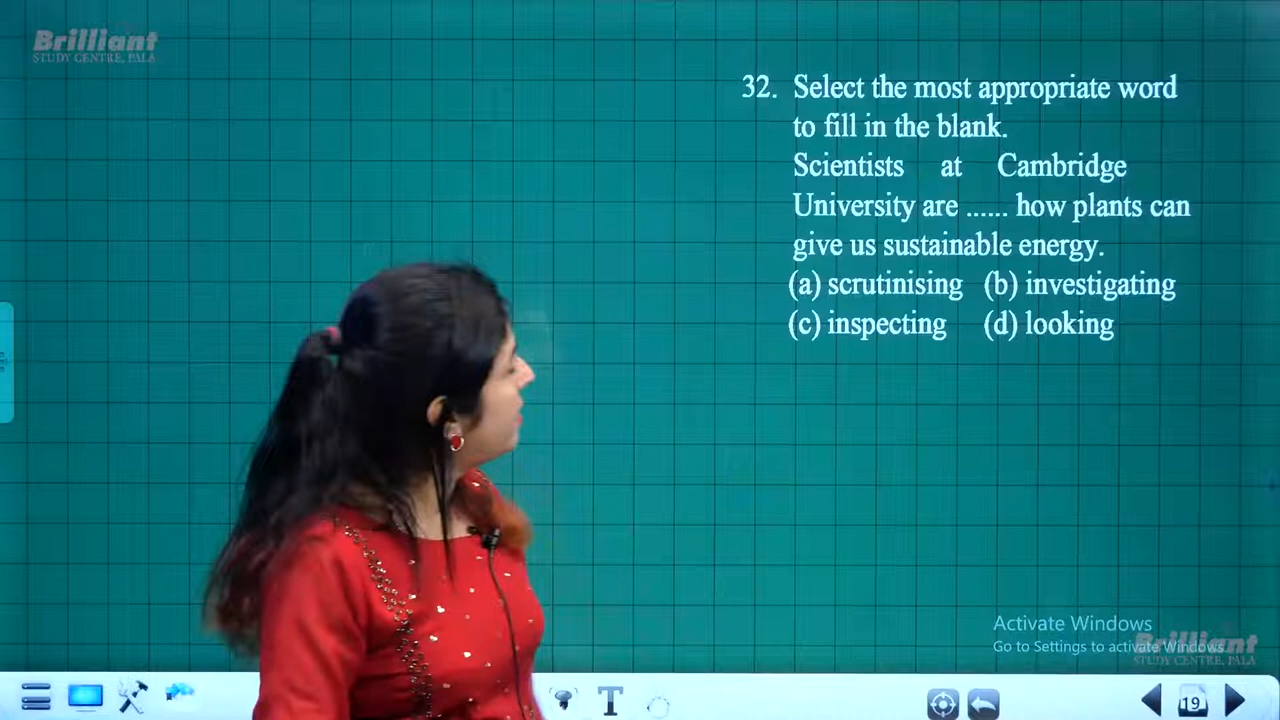 Brilliant
STUDY CENTRE, PALA
32. Select the most appropriate word
to fill in the blank.
Scientists at Cambridge
University are ...... how plants can
give us sustainable energy.
(a) scrutinising (b) investigating
(c) inspecting (d) looking
Activate Windows
Go to Settings to activate Windows.
Brilliant
STUDY CENTRE, PALA
T
19